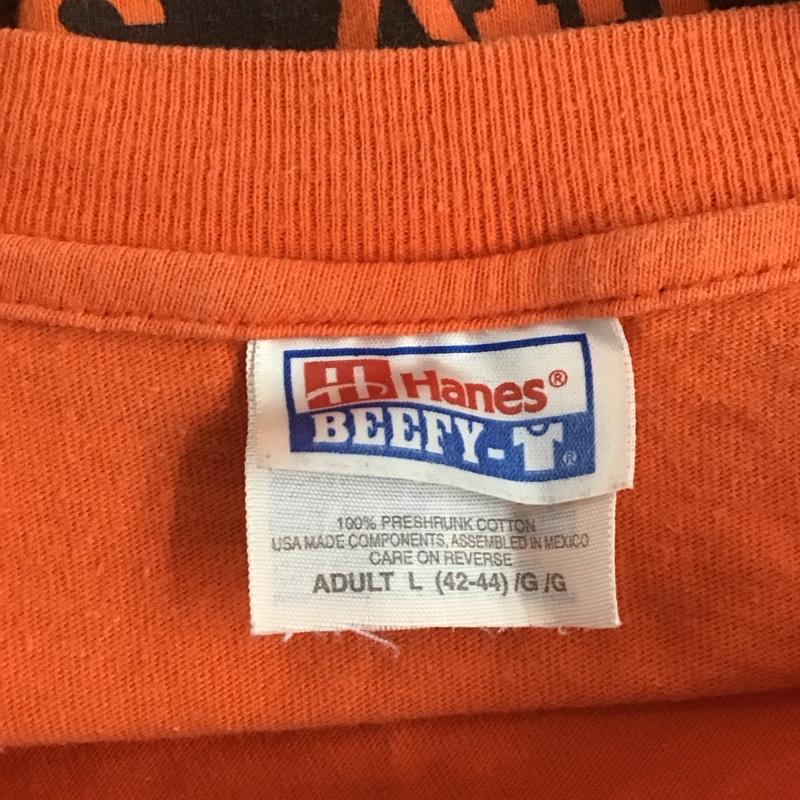 Hanes®
BEEFY-T®
100% PRESHRUNK COTTON
USA MADE COMPONENTS, ASSEMBLED IN MEXICO
CARE ON REVERSE
ADULT L (42-44) /G /G